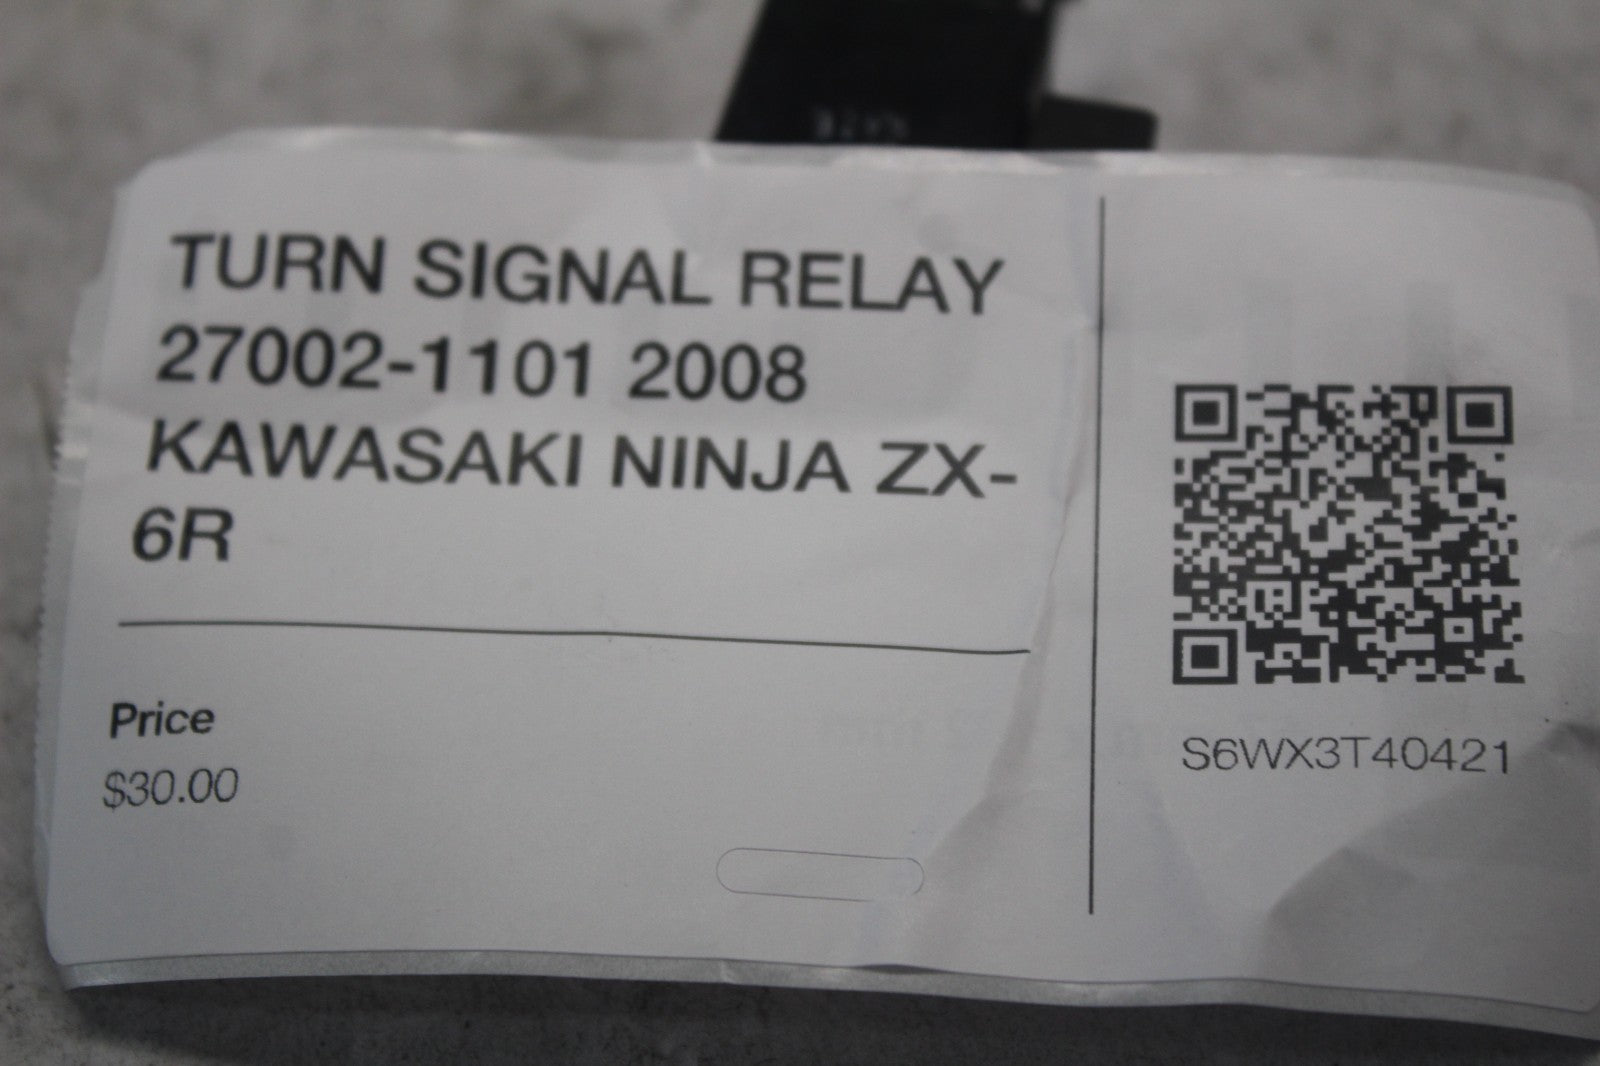 TURN SIGNAL RELAY
27002-1101 2008
KAWASAKI NINJA ZX-
6R
Price
$30.00
S6WX3T40421